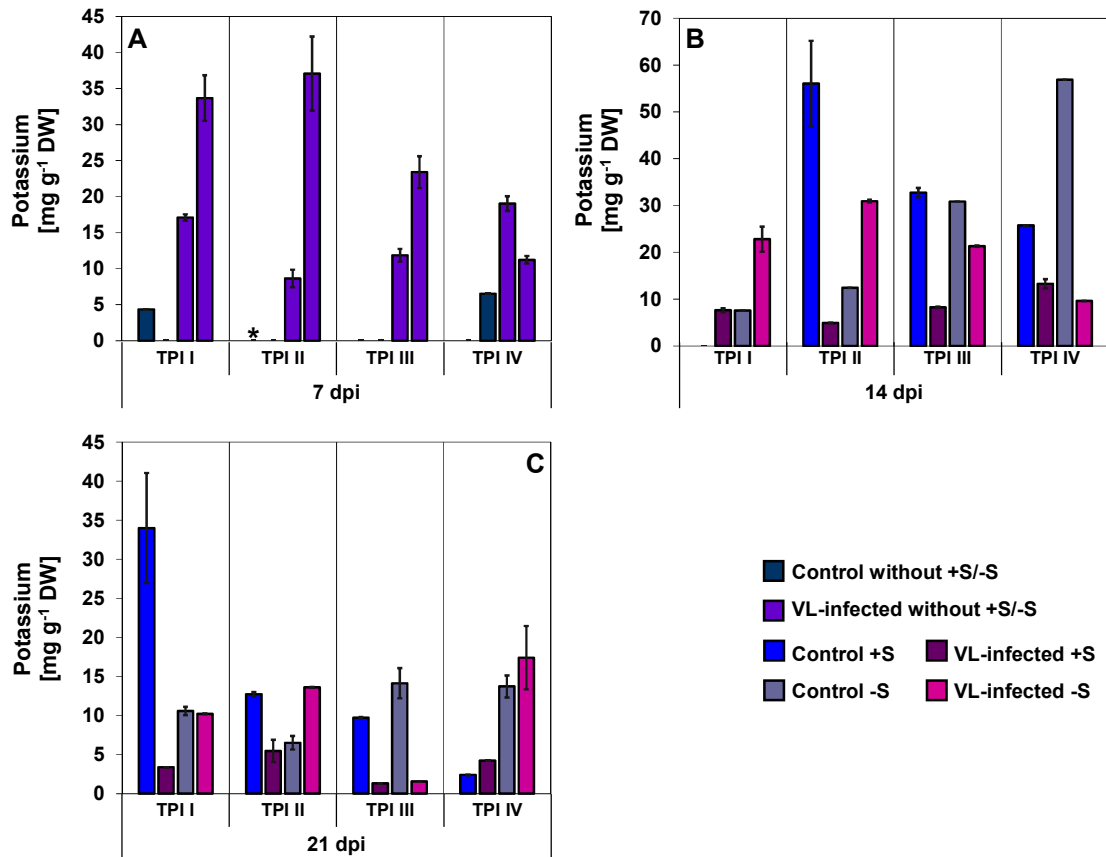 A
Potassium
[mg g⁻¹ DW]
45
40
35
30
25
20
15
10
5
0
*
TPI I TPI II TPI III TPI IV
7 dpi
B
Potassium
[mg g⁻¹ DW]
70
60
50
40
30
20
10
0
TPI I TPI II TPI III TPI IV
14 dpi
C
Potassium
[mg g⁻¹ DW]
45
40
35
30
25
20
15
10
5
0
TPI I TPI II TPI III TPI IV
21 dpi
Control without +S/-S
VL-infected without +S/-S
Control +S VL-infected +S
Control -S VL-infected -S